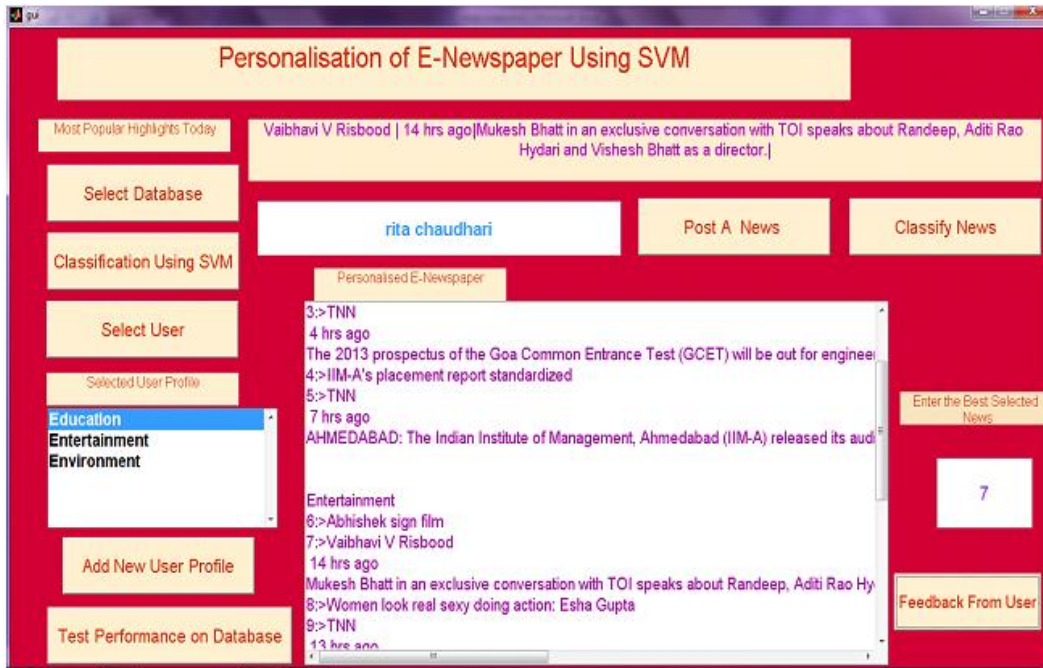 gui
Personalisation of E-Newspaper Using SVM
Most Popular Highlights Today
Vaibhavi V Risbood | 14 hrs ago|Mukesh Bhatt in an exclusive conversation with TOI speaks about Randeep, Aditi Rao
Hydari and Vishesh Bhatt as a director.|
Select Database
rita chaudhari
Post A News
Classify News
Classification Using SVM
Personalised E-Newspaper
Select User
3:>TNN
4 hrs ago
The 2013 prospectus of the Goa Common Entrance Test (GCET) will be out for engineer
4:>IIM-A's placement report standardized
5:>TNN
7 hrs ago
AHMEDABAD: The Indian Institute of Management, Ahmedabad (IIM-A) released its aud
Entertainment
6:>Abhishek sign film
7:>Vaibhavi V Risbood
14 hrs ago
Mukesh Bhatt in an exclusive conversation with TOI speaks about Randeep, Aditi Rao Hy
8:>Women look real sexy doing action: Esha Gupta
9:>TNN
13 hrs ago
Selected User Profile
Education
Entertainment
Environment
Add New User Profile
Test Performance on Database
Enter the Best Selected
News
7
Feedback From User